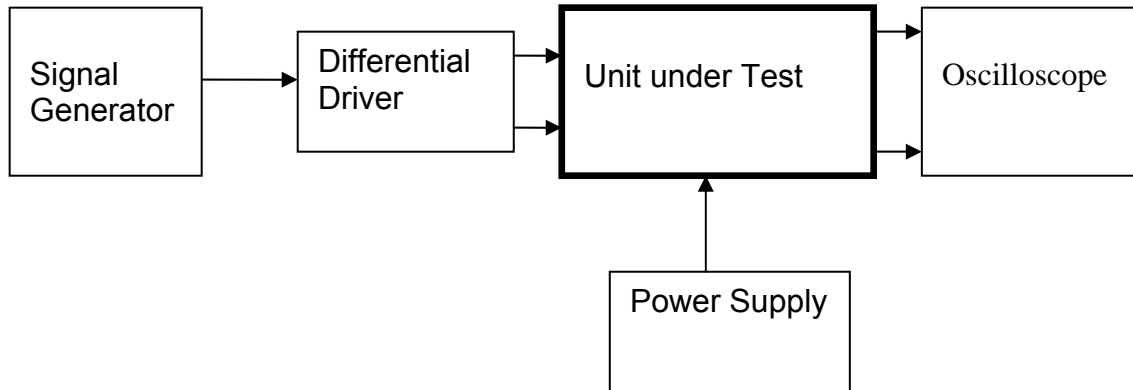 Signal
Generator
Differential
Driver
Unit under Test
Oscilloscope
Power Supply